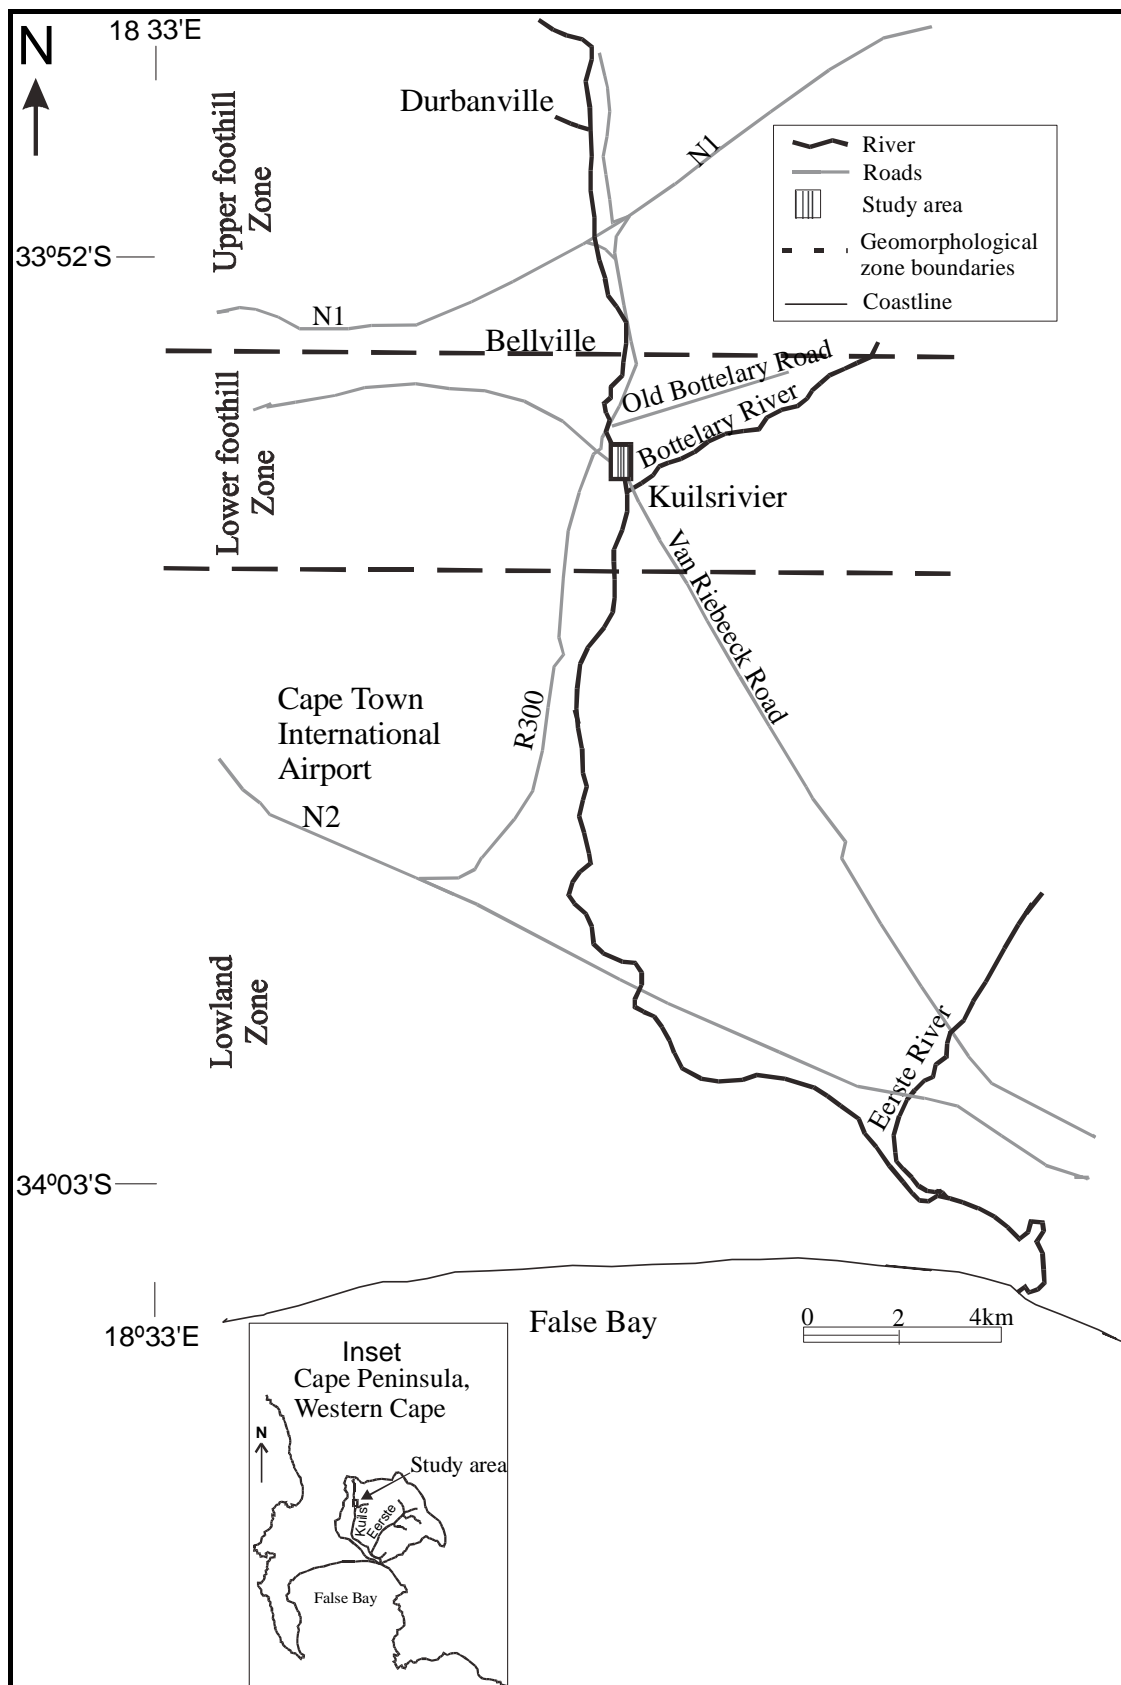 18 33'E
N
Durbanville
N1
River
Roads
Study area
Geomorphological
zone boundaries
Coastline
Upper foothill
Zone
33º52'S
N1
Bellville
Old Bottelary Road
Bottelary River
Lower foothill
Zone
Kuilsrivier
Van Riebeeck Road
Cape Town
International
Airport
R300
N2
Lowland
Zone
Eerste River
34º03'S
18º33'E
False Bay
0 2 4km
Inset
Cape Peninsula,
Western Cape
N
Study area
Kuils
Eerste
False Bay